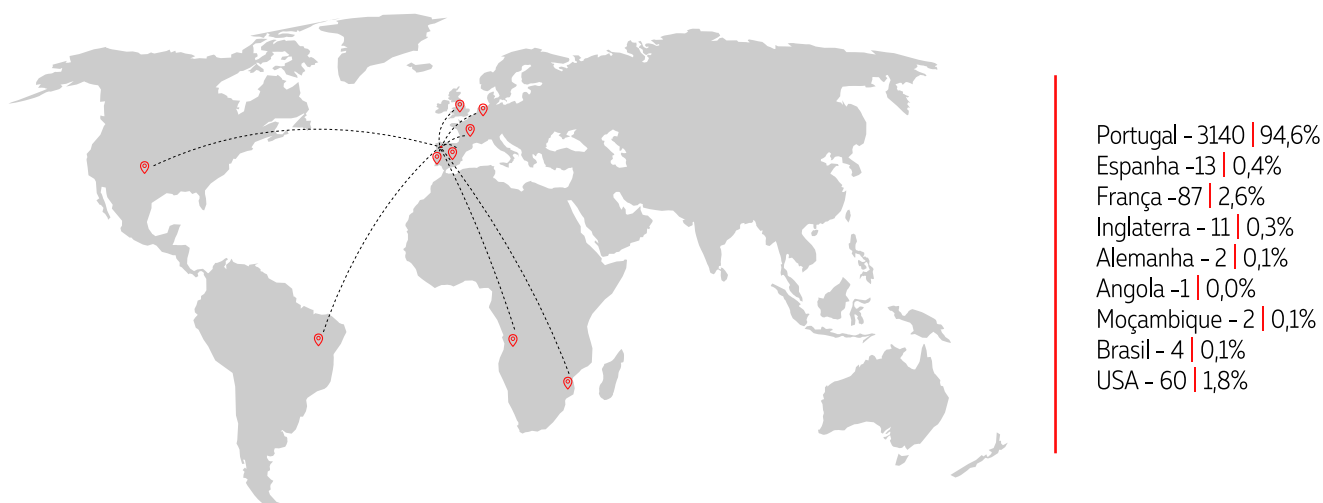 Portugal - 3140 | 94,6%
Espanha -13 | 0,4%
França -87 | 2,6%
Inglaterra - 11 | 0,3%
Alemanha - 2 | 0,1%
Angola -1 | 0,0%
Moçambique - 2 | 0,1%
Brasil - 4 | 0,1%
USA - 60 | 1,8%